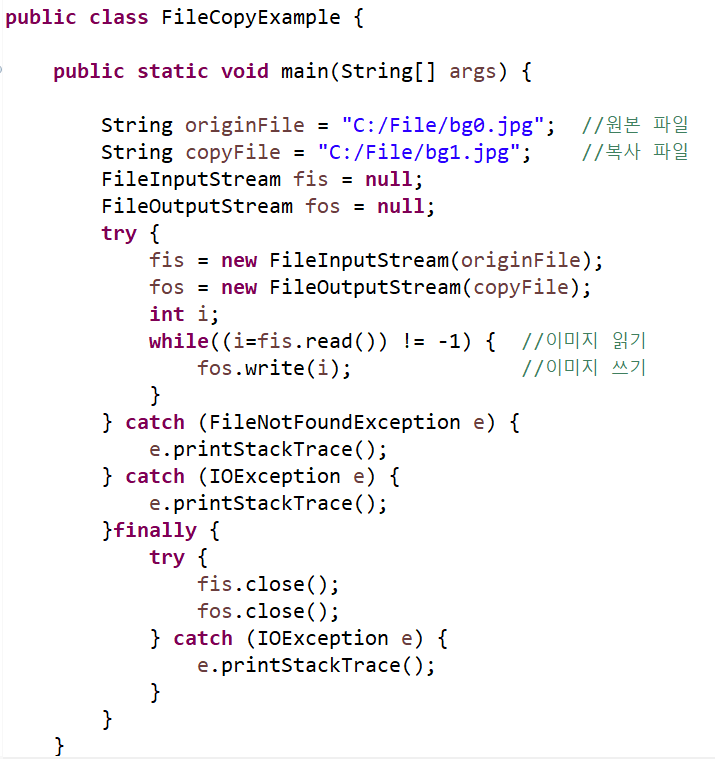 public class FileCopyExample {
public static void main(String[] args) {
String originFile = "C:/File/bg0.jpg"; //원본 파일
String copyFile = "C:/File/bg1.jpg"; //복사 파일
FileInputStream fis = null;
FileOutputStream fos = null;
try {
fis = new FileInputStream(originFile);
fos = new FileOutputStream(copyFile);
int i;
while((i=fis.read()) != -1) { //이미지 읽기
fos.write(i); //이미지 쓰기
}
} catch (FileNotFoundException e) {
e.printStackTrace();
} catch (IOException e) {
e.printStackTrace();
}finally {
try {
fis.close();
fos.close();
} catch (IOException e) {
e.printStackTrace();
}
}
}